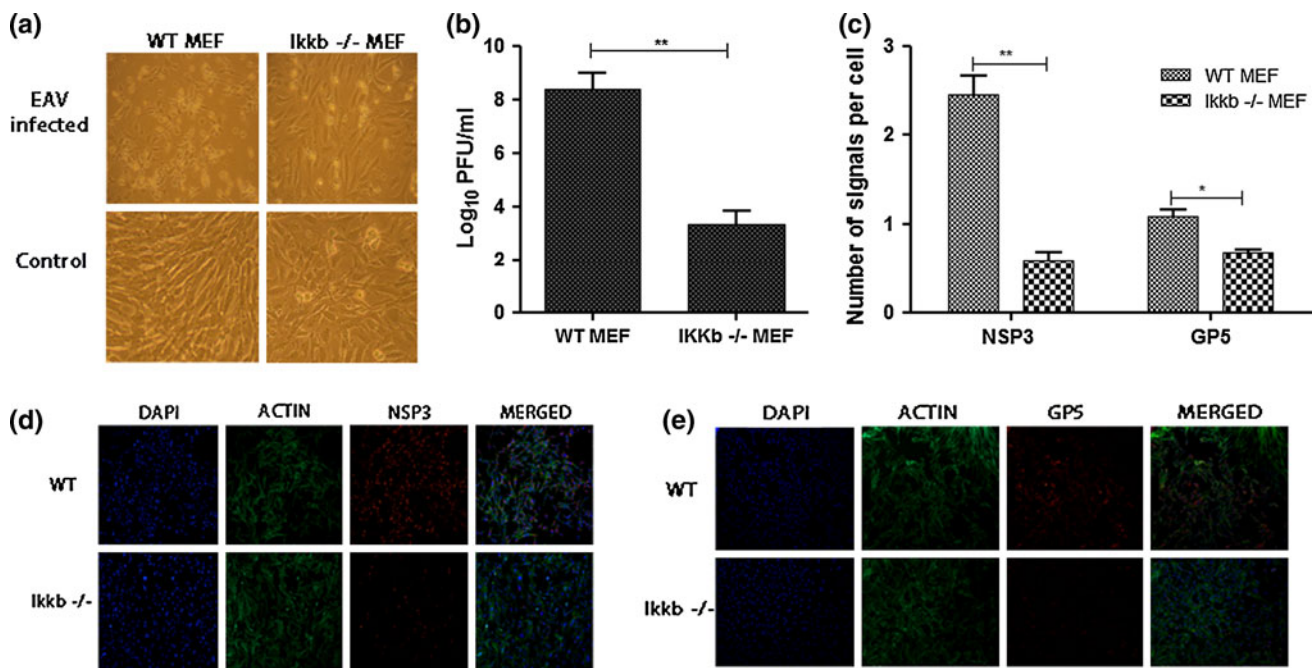 (a)
WT MEF Ikkb -/- MEF
EAV
infected
Control
(b)
Log10 PFU/ml
10
8
6
4
2
0
**
WT MEF IKKb -/- MEF
(c)
Number of signals per cell
3
2
1
0
**
*
WT MEF
Ikkb -/- MEF
NSP3 GP5
(d)
DAPI ACTIN NSP3 MERGED
WT
Ikkb -/-
(e)
DAPI ACTIN GP5 MERGED
WT
Ikkb -/-